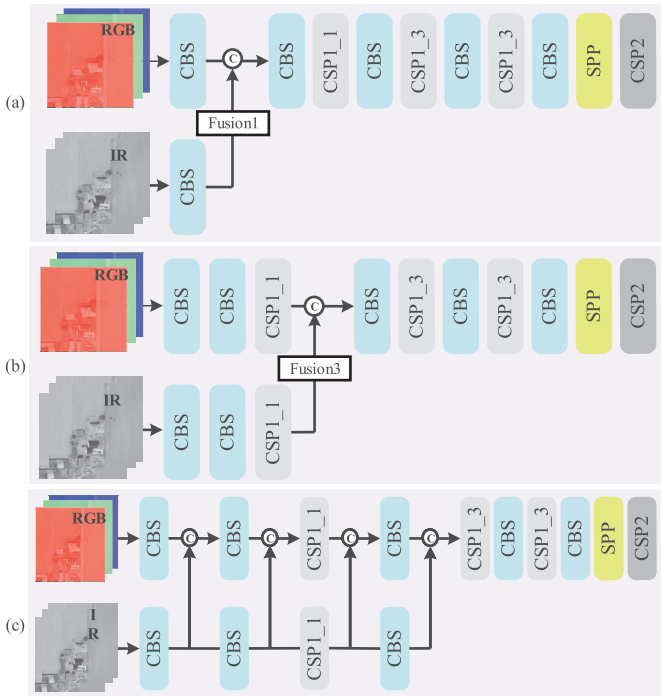 (a)
RGB
CBS
C
CBS
CSP1_1
CBS
CSP1_3
CBS
CSP1_3
CBS
SPP
CSP2
Fusion1
IR
CBS
(b)
RGB
CBS
CBS
CSP1_1
C
CBS
CSP1_3
CBS
CSP1_3
CBS
SPP
CSP2
Fusion3
IR
CBS
CBS
CSP1_1
(c)
RGB
CBS
C
CBS
C
CSP1_1
C
CBS
C
CSP1_3
CBS
CSP1_3
CBS
SPP
CSP2
I
R
CBS
CBS
CSP1_1
CBS